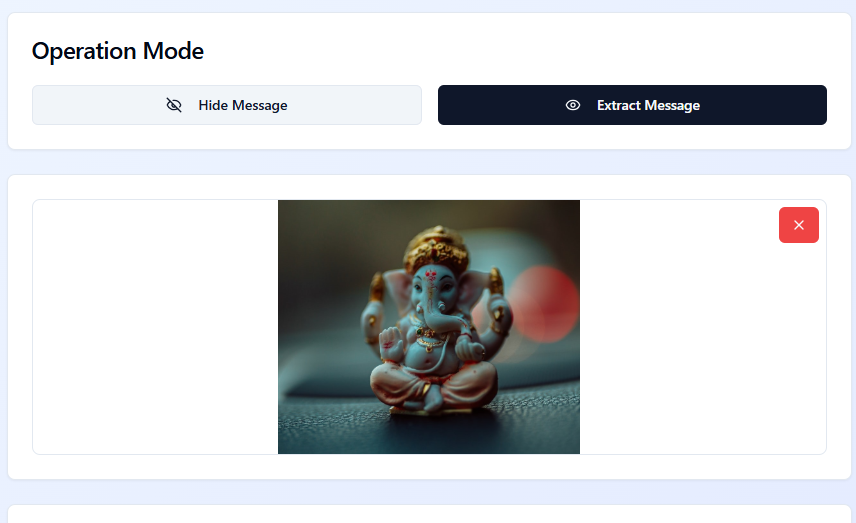 Operation Mode
Hide Message
Extract Message